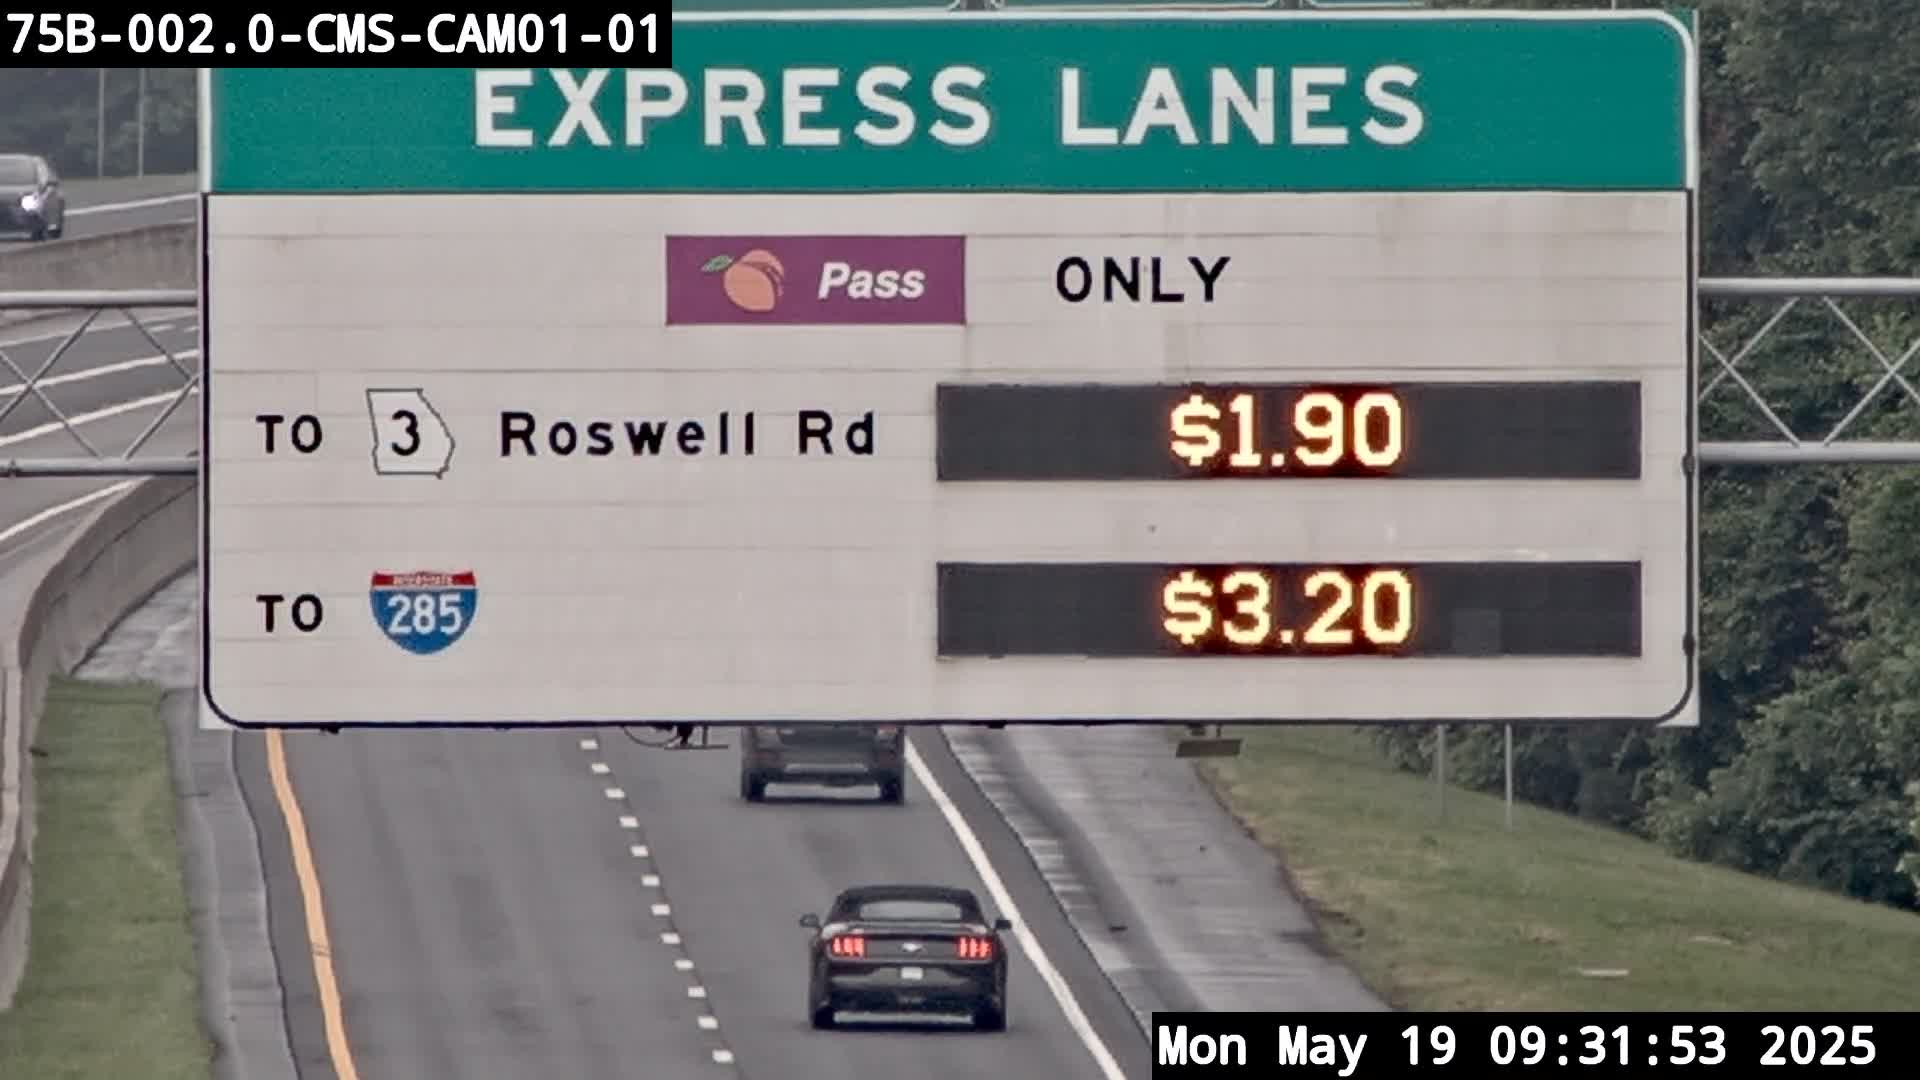 75B-002.0-CMS-CAM01-01
EXPRESS LANES
Pass ONLY
TO 3 Roswell Rd $1.90
INTERSTATE
TO 285 $3.20
Mon May 19 09:31:53 2025